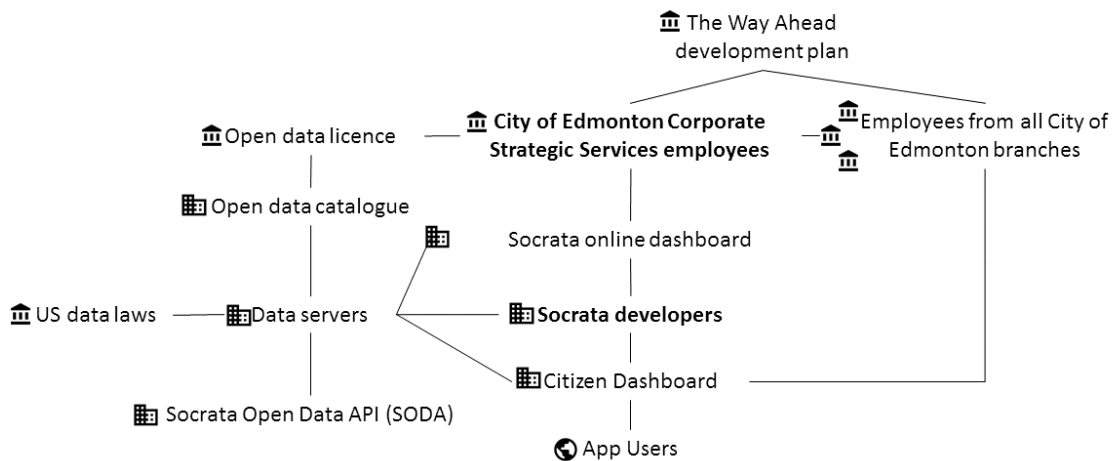 The Way Ahead
development plan
Open data licence
City of Edmonton Corporate
Strategic Services employees
Employees from all City of
Edmonton branches
Open data catalogue
Socrata online dashboard
US data laws
Data servers
Socrata developers
Citizen Dashboard
Socrata Open Data API (SODA)
App Users